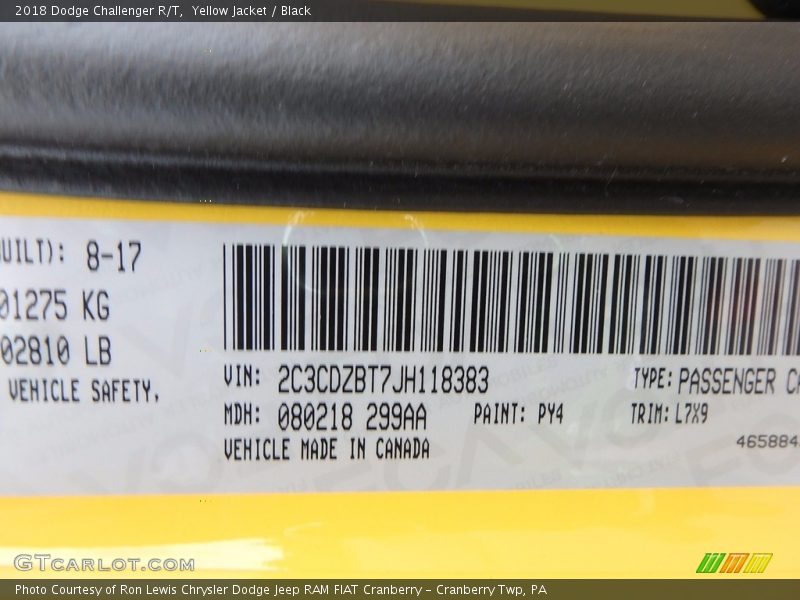 2018 Dodge Challenger R/T, Yellow Jacket / Black
8-17
01275 KG
02810 LB
VEHICLE SAFETY,
VIN: 2C3CDZBT7JH118383 TYPE: PASSENGER
MDH: 080218 299AA PAINT: PY4 TRIM: L7X9
VEHICLE MADE IN CANADA
GTCARLOT.COM
Photo Courtesy of Ron Lewis Chrysler Dodge Jeep RAM FIAT Cranberry – Cranberry Twp, PA